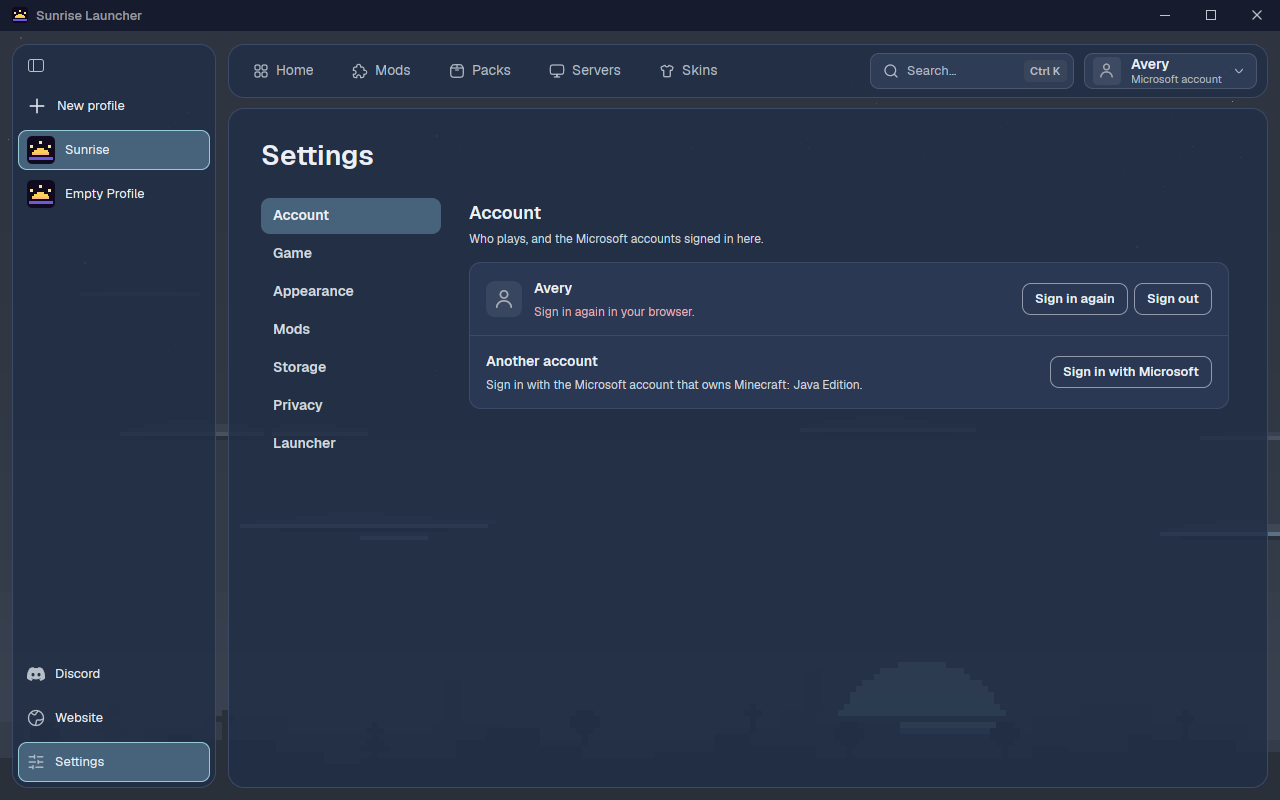 Sunrise Launcher
New profile
Sunrise
Empty Profile
Discord
Website
Settings
Home
Mods
Packs
Servers
Skins
Search...
Ctrl K
Avery
Microsoft account
Settings
Account
Game
Appearance
Mods
Storage
Privacy
Launcher
Account
Who plays, and the Microsoft accounts signed in here.
Avery
Sign in again in your browser.
Sign in again
Sign out
Another account
Sign in with the Microsoft account that owns Minecraft: Java Edition.
Sign in with Microsoft